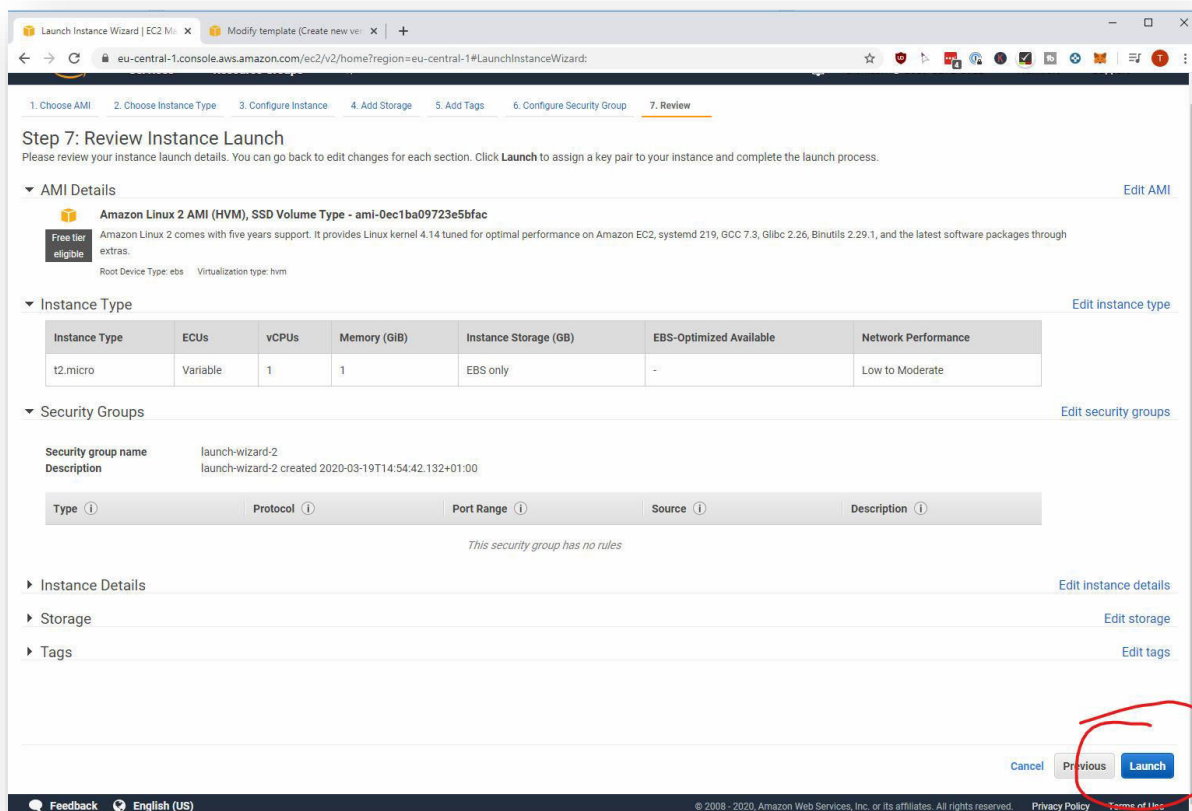 Launch Instance Wizard | EC2 Ma
Modify template (Create new ver
eu-central-1.console.aws.amazon.com/ec2/v2/home?region=eu-central-1#LaunchInstanceWizard:
1. Choose AMI 2. Choose Instance Type 3. Configure Instance 4. Add Storage 5. Add Tags 6. Configure Security Group 7. Review
Step 7: Review Instance Launch
Please review your instance launch details. You can go back to edit changes for each section. Click Launch to assign a key pair to your instance and complete the launch process.
AMI Details Edit AMI
Amazon Linux 2 AMI (HVM), SSD Volume Type - ami-0ec1ba09723e5bfac
Free tier eligible
Amazon Linux 2 comes with five years support. It provides Linux kernel 4.14 tuned for optimal performance on Amazon EC2, systemd 219, GCC 7.3, Glibc 2.26, Binutils 2.29.1, and the latest software packages through
extras.
Root Device Type: ebs Virtualization type: hvm
Instance Type Edit instance type
Instance Type ECUs vCPUs Memory (GiB) Instance Storage (GB) EBS-Optimized Available Network Performance
t2.micro Variable 1 1 EBS only - Low to Moderate
Security Groups Edit security groups
Security group name launch-wizard-2
Description launch-wizard-2 created 2020-03-19T14:54:42.132+01:00
Type Protocol Port Range Source Description
This security group has no rules
Instance Details Edit instance details
Storage Edit storage
Tags Edit tags
Cancel Previous Launch
Feedback English (US) © 2008 - 2020, Amazon Web Services, Inc. or its affiliates. All rights reserved. Privacy Policy Terms of Use